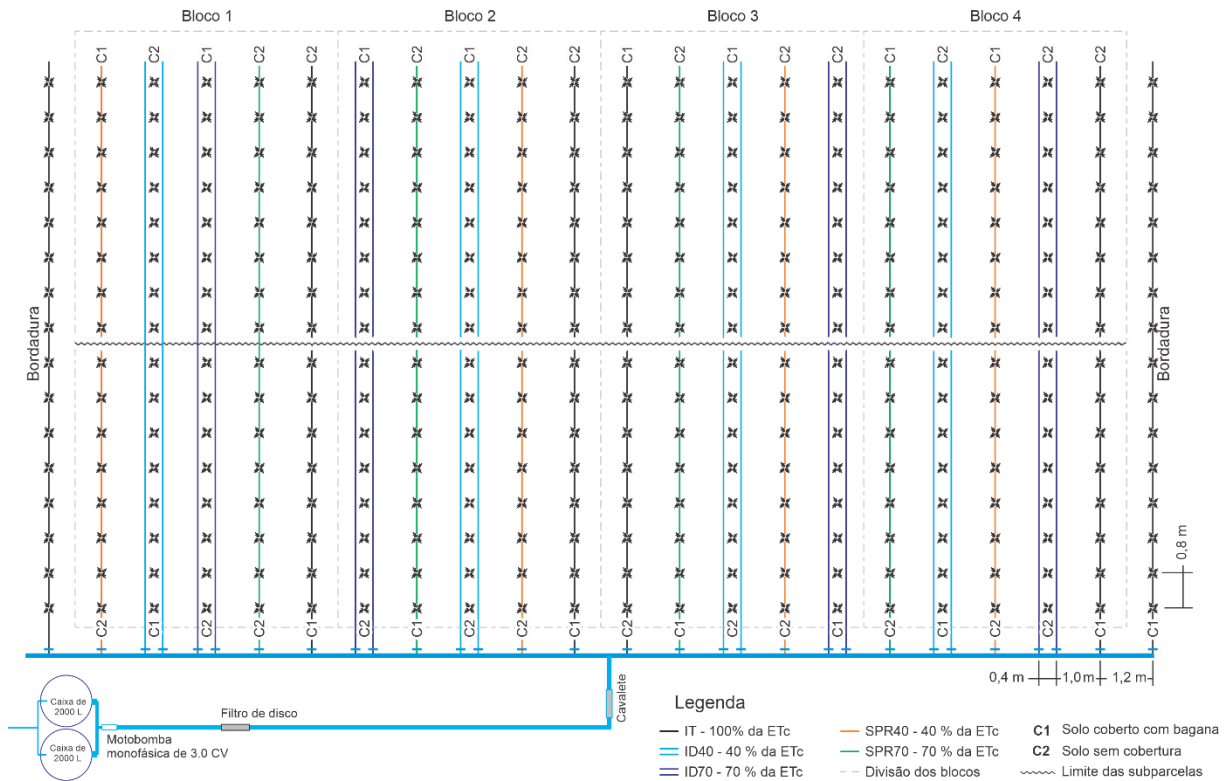 Bloco 1 Bloco 2 Bloco 3 Bloco 4
C1 C2 C1 C2 C2 C1 C1 C1 C2 C2 C1 C2 C1 C1 C2 C1 C2 C1 C2 C2
Bordadura
Bordadura
0,8 m
C2 C1 C2 C2 C1 C2 C2 C2 C1 C1 C2 C1 C2 C2 C1 C2 C1 C2 C2 C1 C1
0,4 m 1,0 m 1,2 m
Caixa de
2000 L
Caixa de
2000 L
Motobomba
monofásica de 3.0 CV
Filtro de disco
Cavalete
Legenda
IT - 100% da ETc
SPR40 - 40 % da ETc
C1 Solo coberto com bagana
ID40 - 40 % da ETc
SPR70 - 70 % da ETc
C2 Solo sem cobertura
ID70 - 70 % da ETc
Divisão dos blocos
Limite das subparcelas